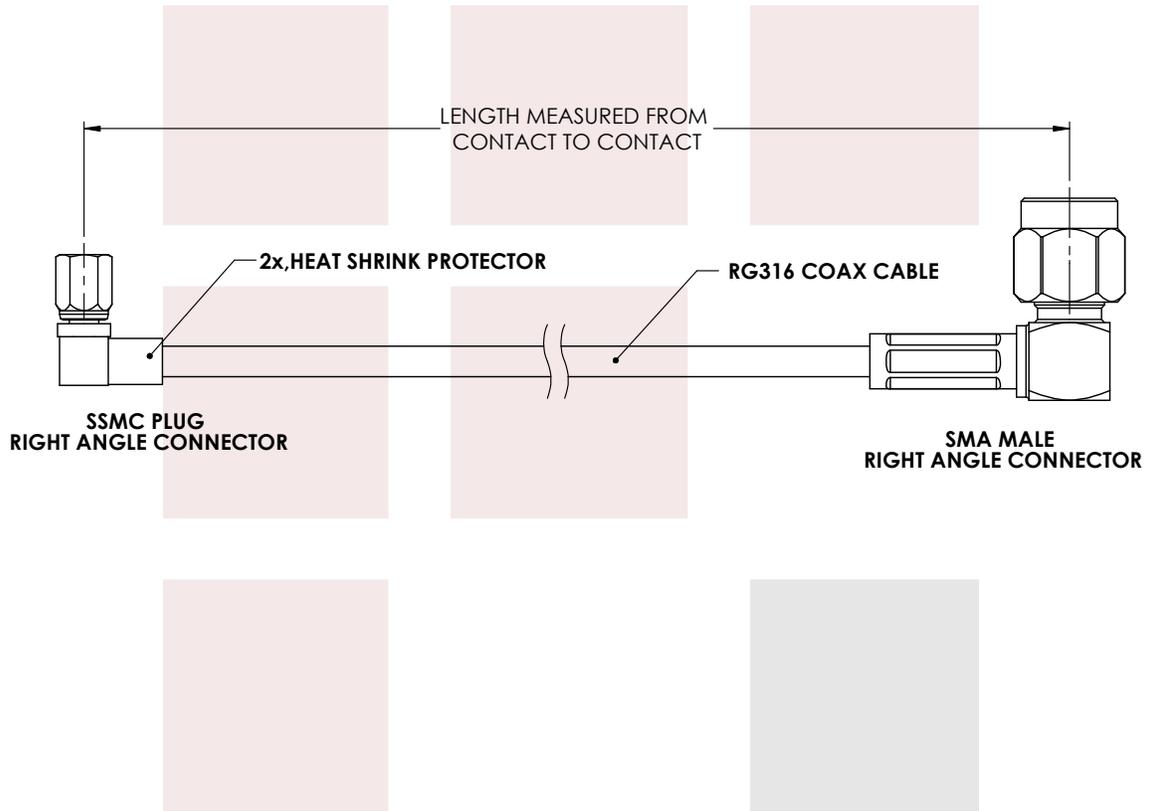 LENGTH MEASURED FROM
CONTACT TO CONTACT
2x,HEAT SHRINK PROTECTOR
RG316 COAX CABLE
SSMC PLUG
RIGHT ANGLE CONNECTOR
SMA MALE
RIGHT ANGLE CONNECTOR